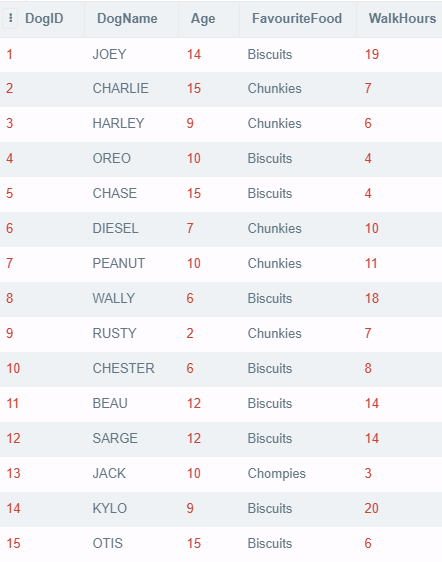 DogID DogName Age FavouriteFood WalkHours
1 JOEY 14 Biscuits 19
2 CHARLIE 15 Chunkies 7
3 HARLEY 9 Chunkies 6
4 OREO 10 Biscuits 4
5 CHASE 15 Biscuits 4
6 DIESEL 7 Chunkies 10
7 PEANUT 10 Chunkies 11
8 WALLY 6 Biscuits 18
9 RUSTY 2 Chunkies 7
10 CHESTER 6 Biscuits 8
11 BEAU 12 Biscuits 14
12 SARGE 12 Biscuits 14
13 JACK 10 Chompies 3
14 KYLO 9 Biscuits 20
15 OTIS 15 Biscuits 6